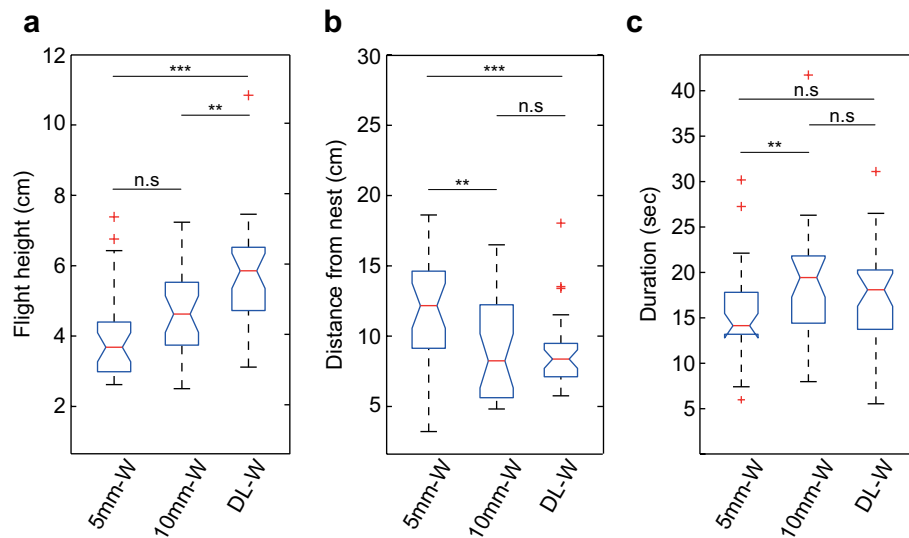 a
Flight height (cm)
12
10
8
6
4
2
***
**
n.s
5mm-W
10mm-W
DL-W
b
Distance from nest (cm)
30
25
20
15
10
5
***
n.s
**
5mm-W
10mm-W
DL-W
c
Duration (sec)
40
35
30
25
20
15
10
5
n.s
n.s
**
5mm-W
10mm-W
DL-W